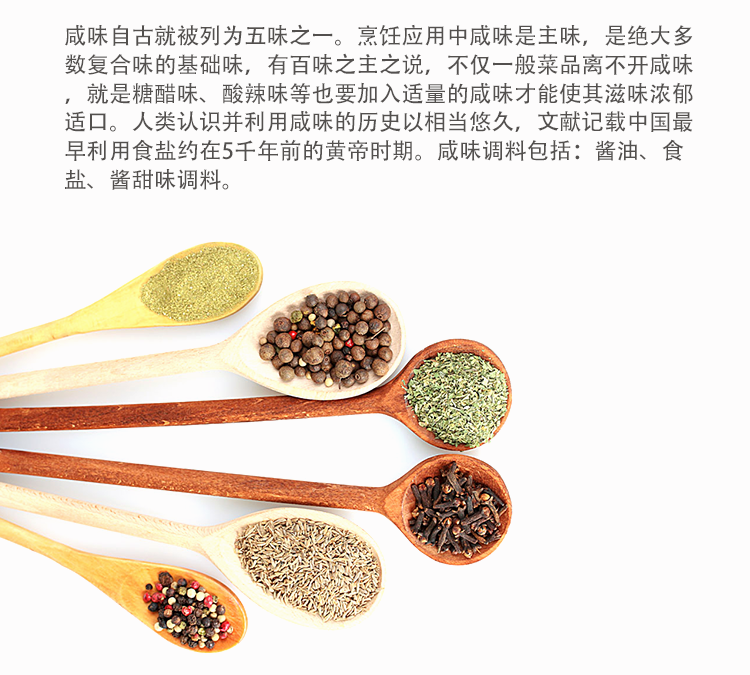 咸味自古就被列为五味之一。烹饪应用中咸味是主味，是绝大多
数复合味的基础味，有百味之主之说，不仅一般菜品离不开咸味
，就是糖醋味、酸辣味等也要加入适量的咸味才能使其滋味浓郁
适口。人类认识并利用咸味的历史以相当悠久，文献记载中国最
早利用食盐约在5千年前的黄帝时期。咸味调料包括：酱油、食
盐、酱甜味调料。